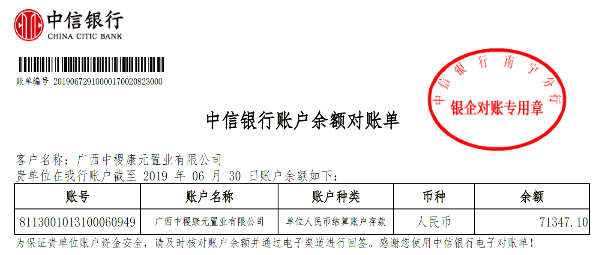 中信银行
CHINA CITIC BANK
账单编号 20190672910000170020823000
中信银行南宁分行
银企对账专用章
中信银行账户余额对账单
客户名称：广西中稷康元置业有限公司
贵单位在我行账户截至 2019 年 06 月 30 日账户余额如下：
账号 账户名称 账户种类 币种 余额
8113001013100060949 广西中稷康元置业有限公司 单位人民币结算账户存款 人民币 71347.10
为保证贵单位账户资金安全，请及时核对账户余额并通过电子渠道进行回签。感谢您使用中信银行电子对账单！